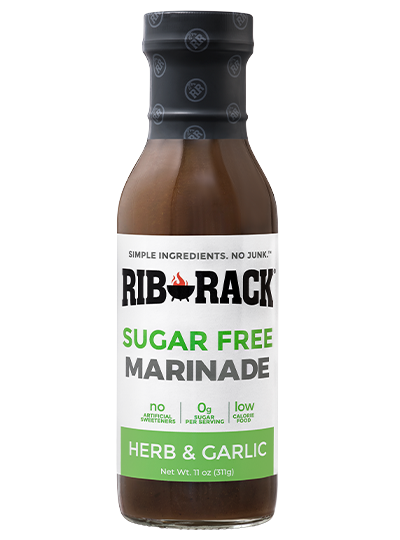 SIMPLE INGREDIENTS. NO JUNK.™
RIB RACK®
SUGAR FREE
MARINADE
no
ARTIFICIAL
SWEETENERS
0g
SUGAR
PER SERVING
low
CALORIE
FOOD
HERB & GARLIC
Net Wt. 11 oz (311g)